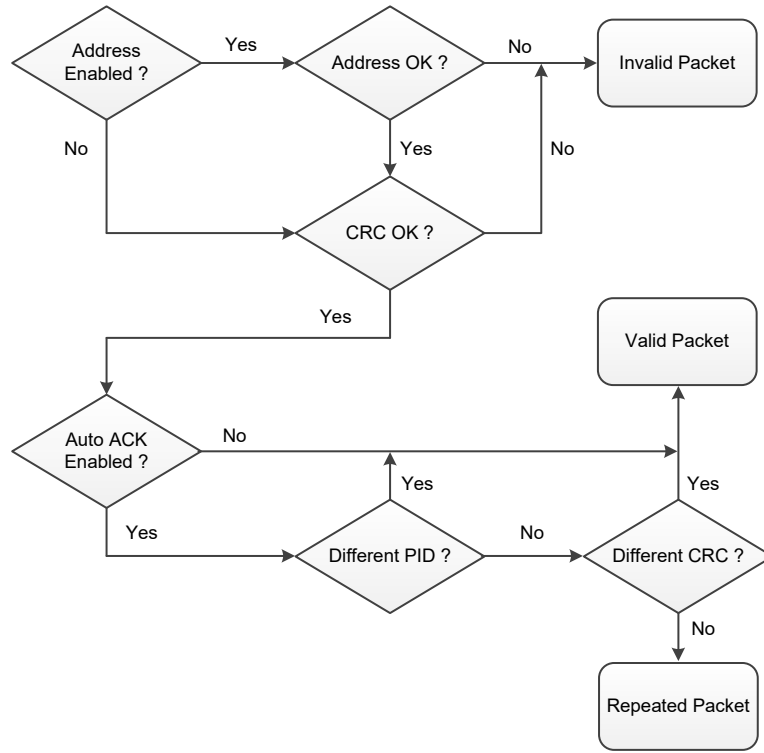 Address
Enabled ?
Yes
Address OK ?
No
Invalid Packet
No
Yes
No
CRC OK ?
Yes
Valid Packet
Auto ACK
Enabled ?
No
Yes
Yes
Yes
Different PID ?
No
Different CRC ?
No
Repeated Packet